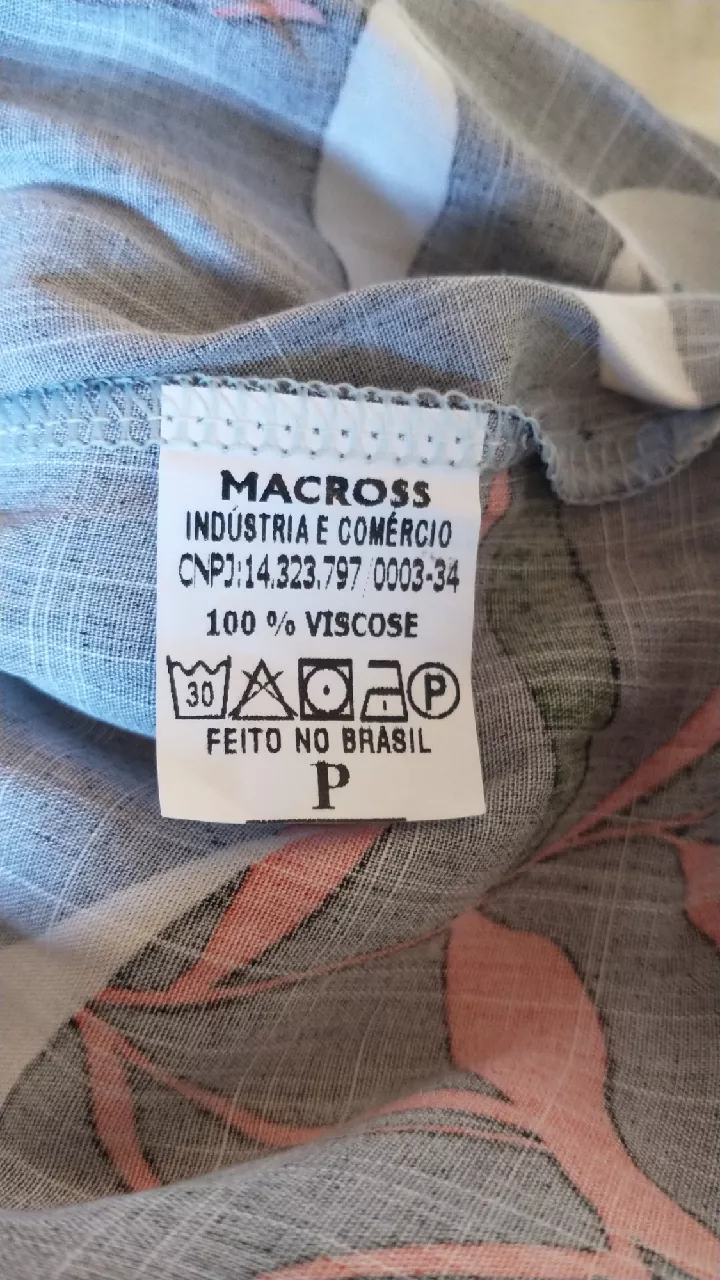 MACROSS
INDÚSTRIA E COMÉRCIO
CNPJ:14.323.797/0003-34
100 % VISCOSE
30 P
FEITO NO BRASIL
P